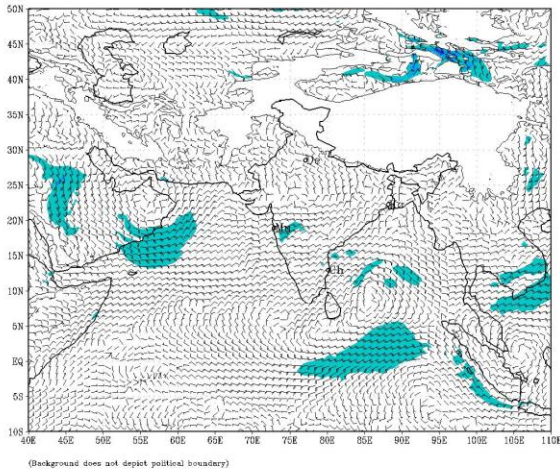 50N
45N
40N
35N
30N
25N
20N
15N
10N
5N
EQ
5S
10S
40E 45E 50E 55E 60E 65E 70E 75E 80E 85E 90E 95E 100E 105E 110E
(Background does not depict political boundary)